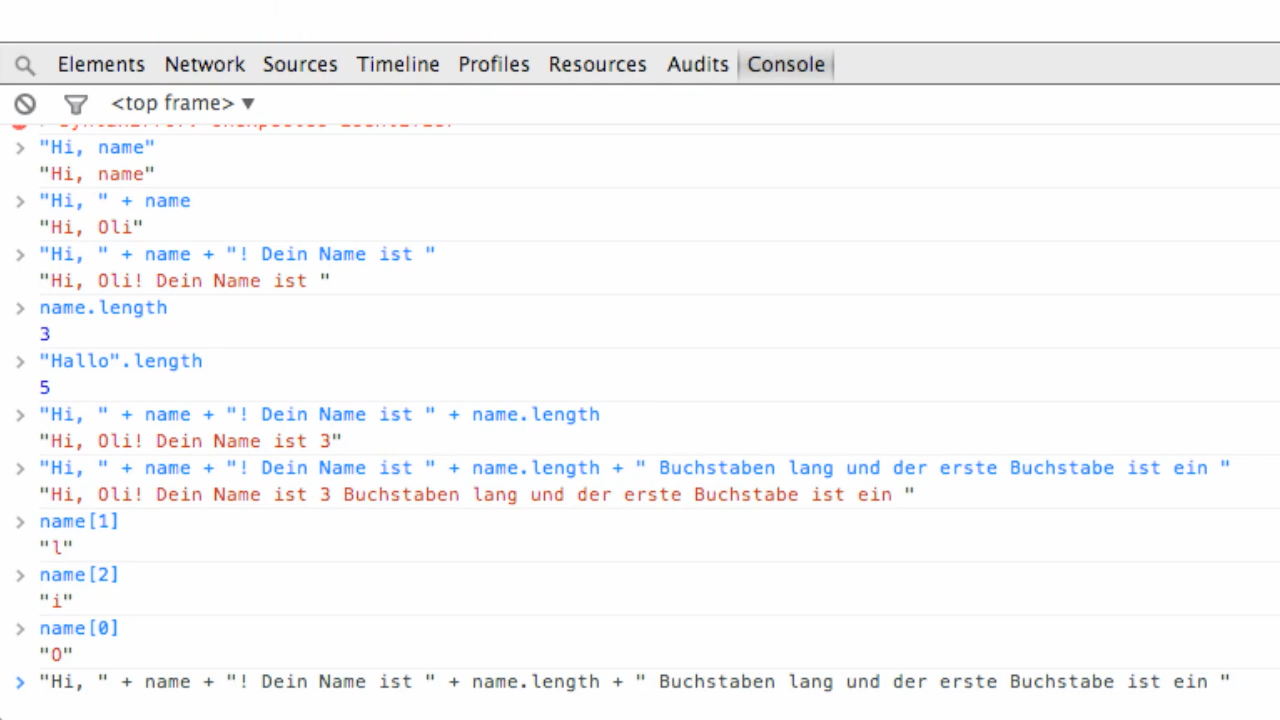 Elements Network Sources Timeline Profiles Resources Audits Console
<top frame> ▼
> "Hi, name"
"Hi, name"
> "Hi, " + name
"Hi, Oli"
> "Hi, " + name + "! Dein Name ist "
"Hi, Oli! Dein Name ist "
> name.length
3
> "Hallo".length
5
> "Hi, " + name + "! Dein Name ist " + name.length
"Hi, Oli! Dein Name ist 3"
> "Hi, " + name + "! Dein Name ist " + name.length + " Buchstaben lang und der erste Buchstabe ist ein "
"Hi, Oli! Dein Name ist 3 Buchstaben lang und der erste Buchstabe ist ein "
> name[1]
"l"
> name[2]
"i"
> name[0]
"O"
> "Hi, " + name + "! Dein Name ist " + name.length + " Buchstaben lang und der erste Buchstabe ist ein "